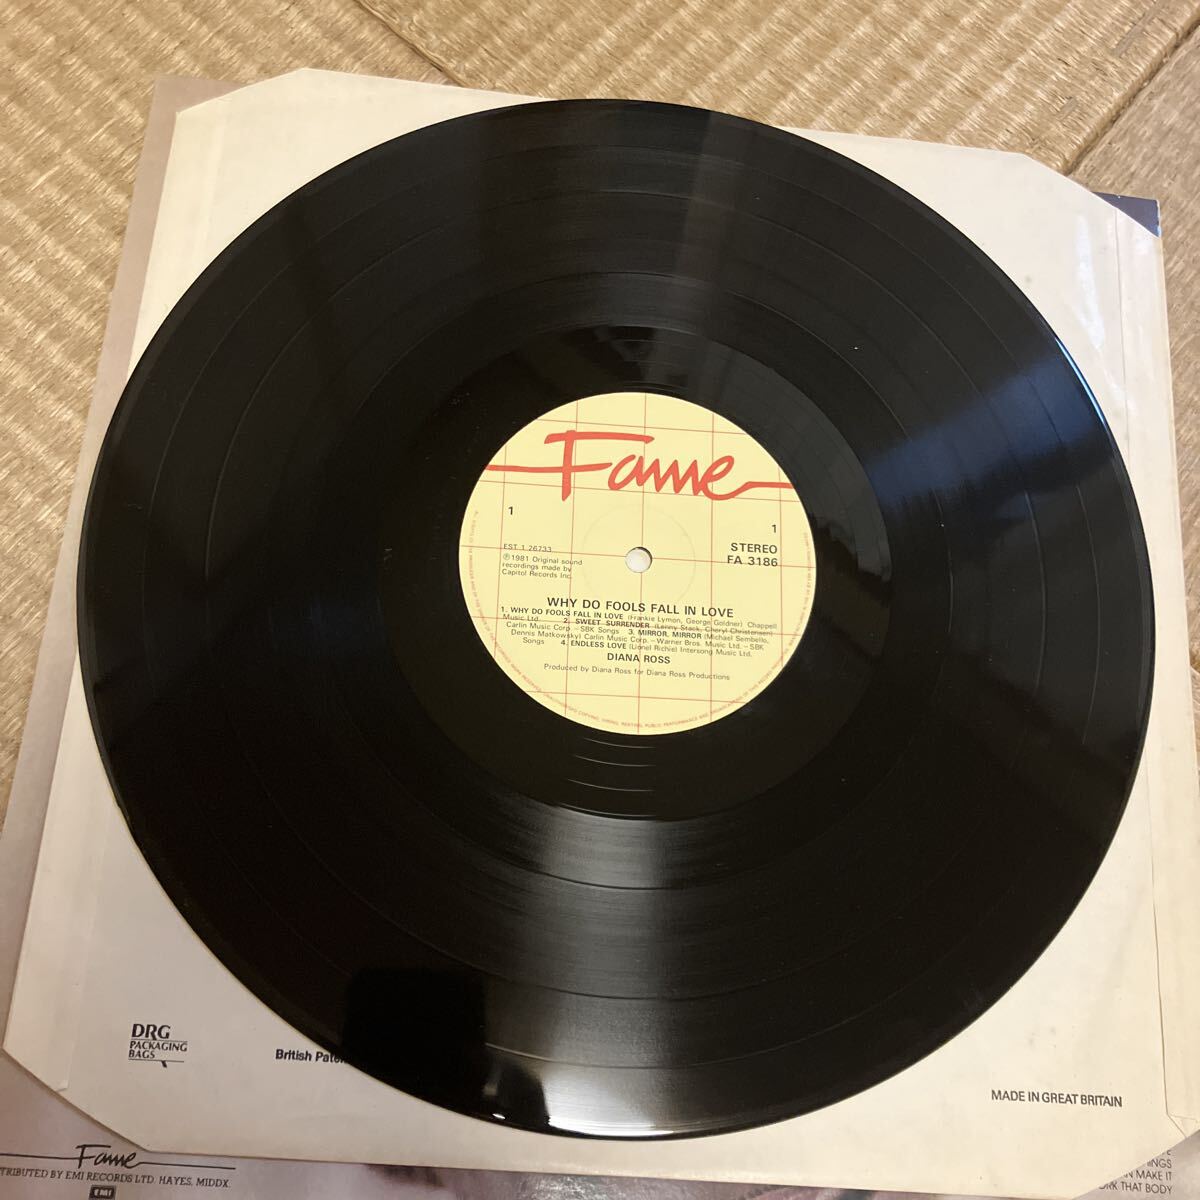 Fame
1
1
EST 1 26733
STEREO
℗1981 Original sound
FA 3186
recordings made by
Capitol Records Inc.
WHY DO FOOLS FALL IN LOVE
1. WHY DO FOOLS FALL IN LOVE (Frankie Lymon, George Goldner) Chappell
Music Ltd. 2. SWEET SURRENDER (Lenny Stack, Cheryl Christensen)
Carlin Music Corp.-SBK Songs 3. MIRROR, MIRROR (Michael Sembello,
Dennis Matkowsky) Carlin Music Corp.-Warner Bros. Music Ltd.-SBK
Songs 4. ENDLESS LOVE (Lionel Richie) Intersong Music Ltd.
DIANA ROSS
Produced by Diana Ross for Diana Ross Productions
DRG
PACKAGING
BAGS
British
MADE IN GREAT BRITAIN
Fame
BY EMI RECORDS LTD. HAYES, MIDDX.
EMI
MAKE IT
THAT BODY